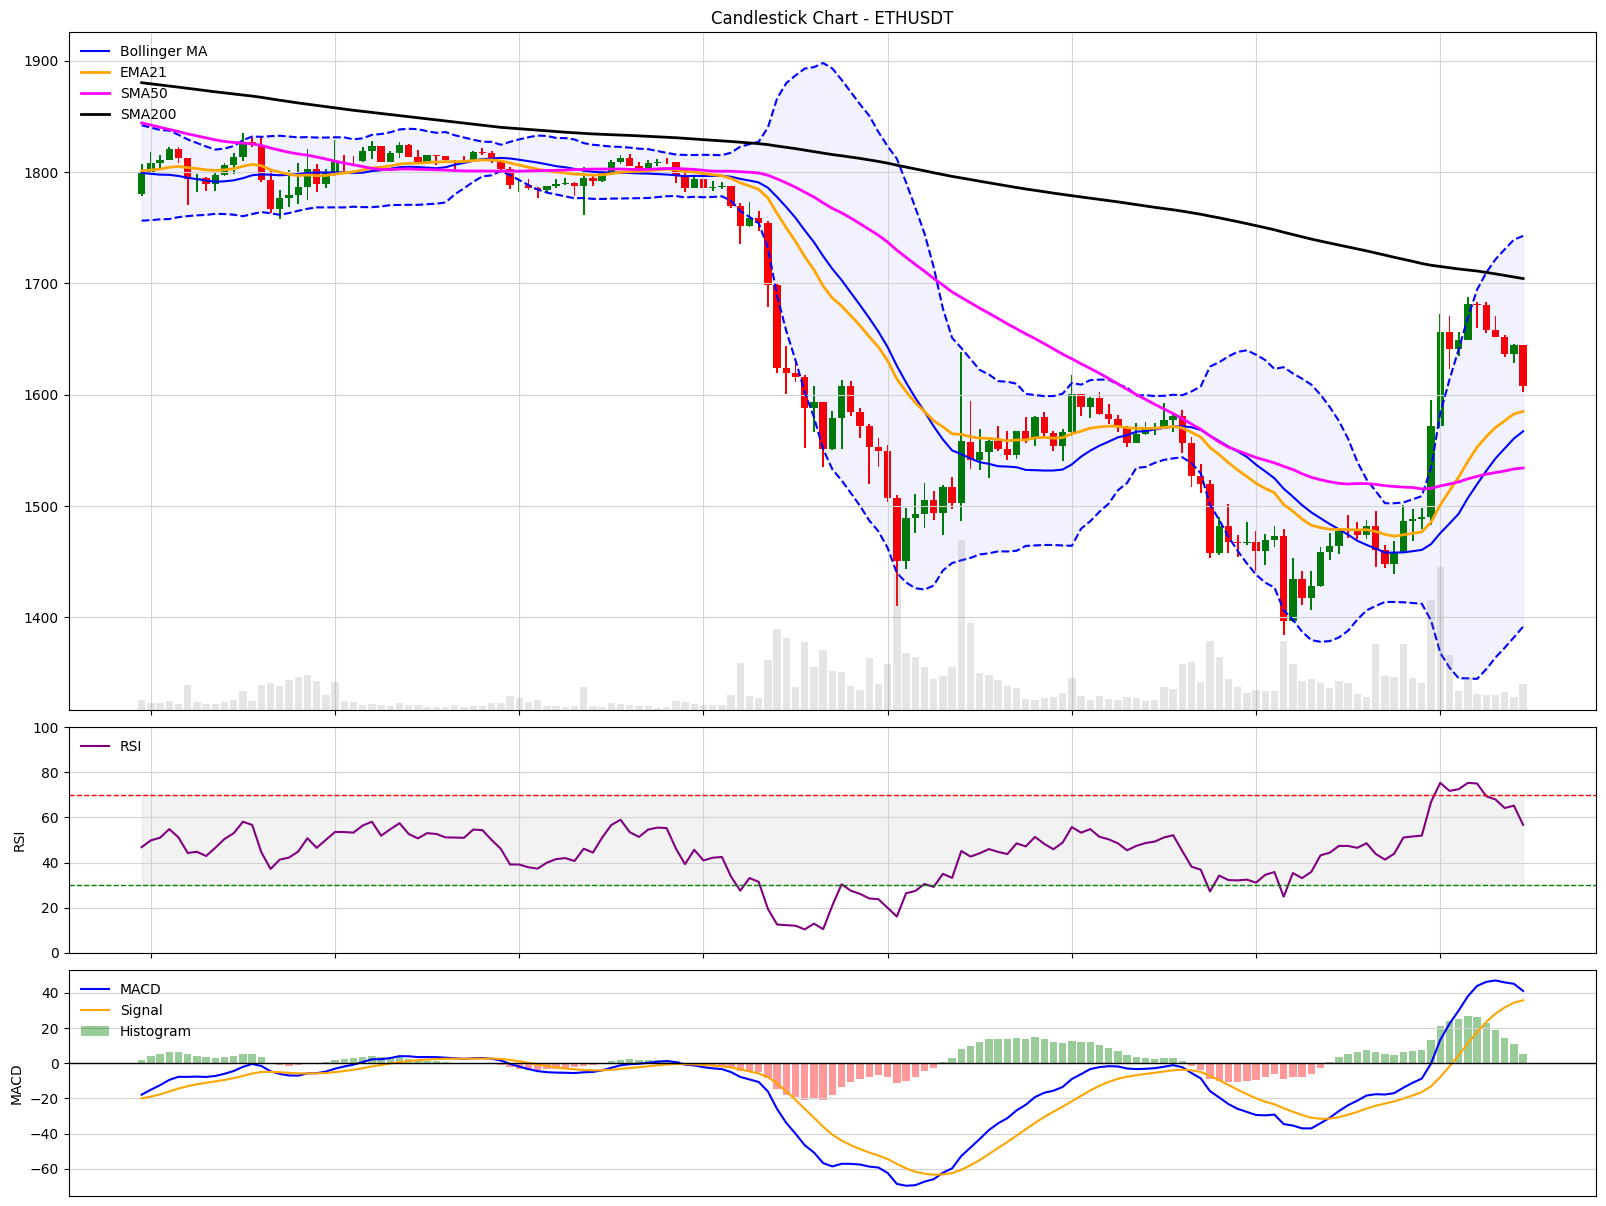 Candlestick Chart - ETHUSDT
Bollinger MA
EMA21
SMA50
SMA200
1900
1800
1700
1600
1500
1400
RSI
100
80
60
40
20
0
RSI
MACD
Signal
Histogram
40
20
0
−20
−40
−60
MACD